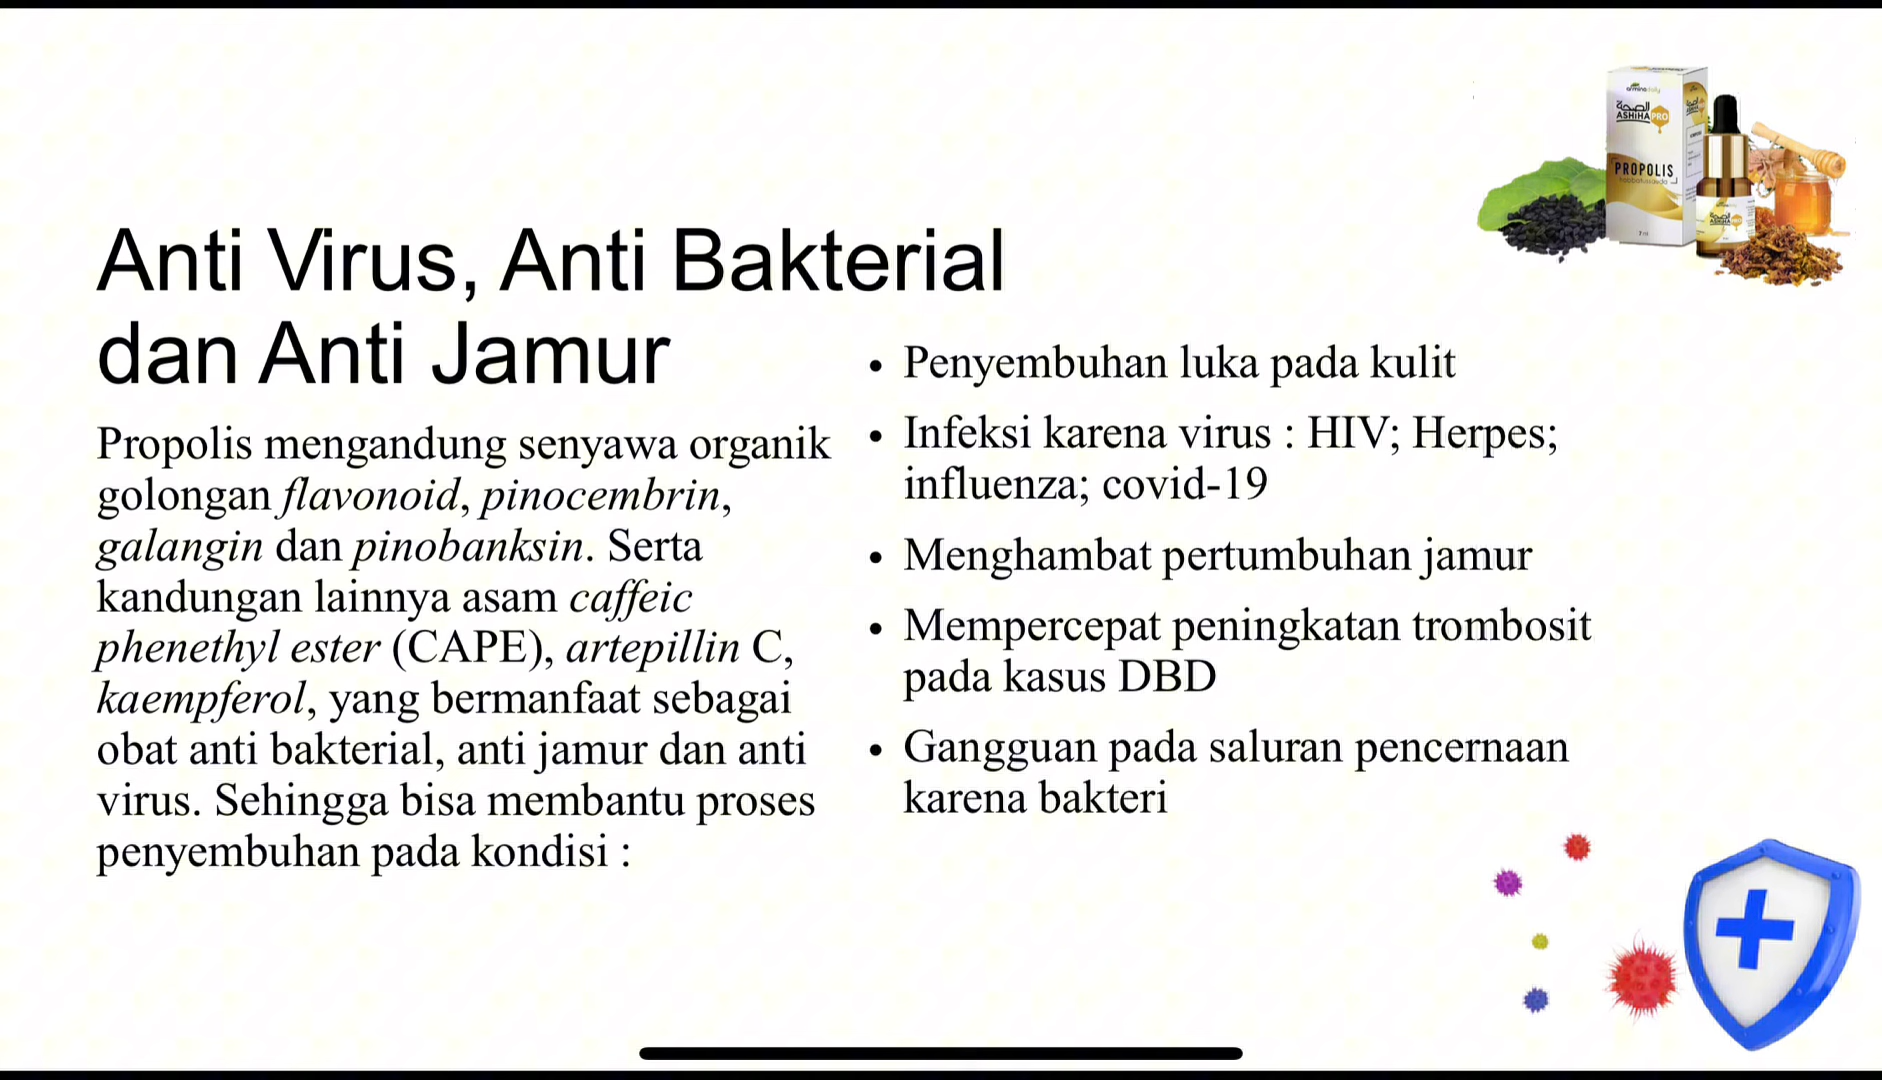 Anti Virus, Anti Bakterial
dan Anti Jamur
Propolis mengandung senyawa organik
golongan flavonoid, pinocembrin,
galangin dan pinobanksin. Serta
kandungan lainnya asam caffeic
phenethyl ester (CAPE), artepillin C,
kaempferol, yang bermanfaat sebagai
obat anti bakterial, anti jamur dan anti
virus. Sehingga bisa membantu proses
penyembuhan pada kondisi :
• Penyembuhan luka pada kulit
• Infeksi karena virus : HIV; Herpes;
influenza; covid-19
• Menghambat pertumbuhan jamur
• Mempercepat peningkatan trombosit
pada kasus DBD
• Gangguan pada saluran pencernaan
karena bakteri
arminadaily
الصحة
ASHIHA PRO
PROPOLIS
habbatussauda